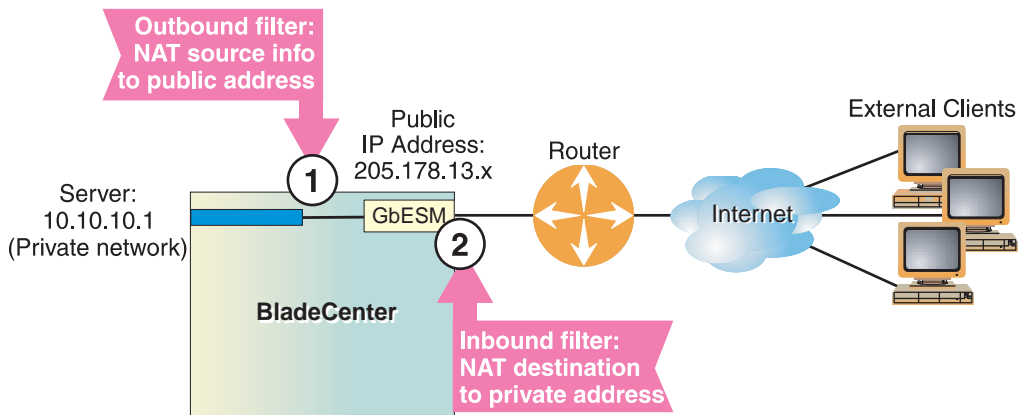 Outbound filter:
NAT source info
to public address
Public
IP Address:
205.178.13.x
Router
External Clients
1
Server:
10.10.10.1
(Private network)
GbESM
Internet
2
BladeCenter
Inbound filter:
NAT destination
to private address